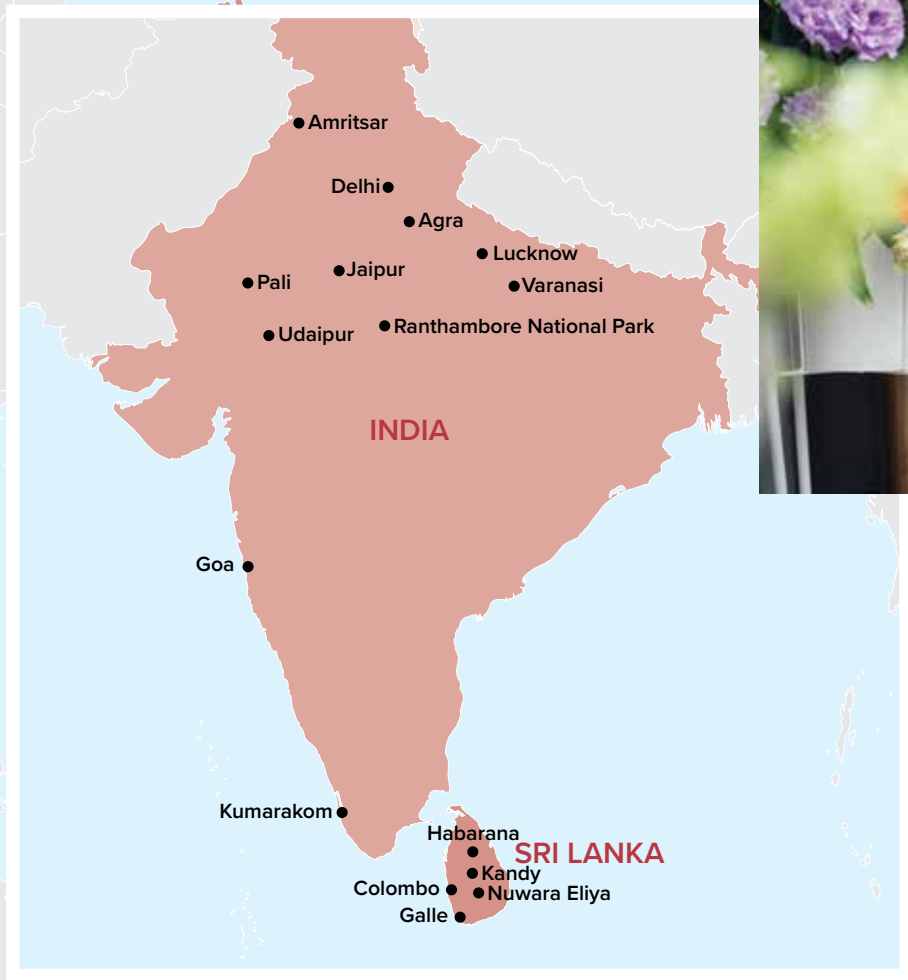 Amritsar
Delhi
Agra
Lucknow
Jaipur
Pali
Varanasi
Ranthambore National Park
Udaipur
INDIA
Goa
Kumarakom
Habarana
SRI LANKA
Kandy
Colombo
Nuwara Eliya
Galle